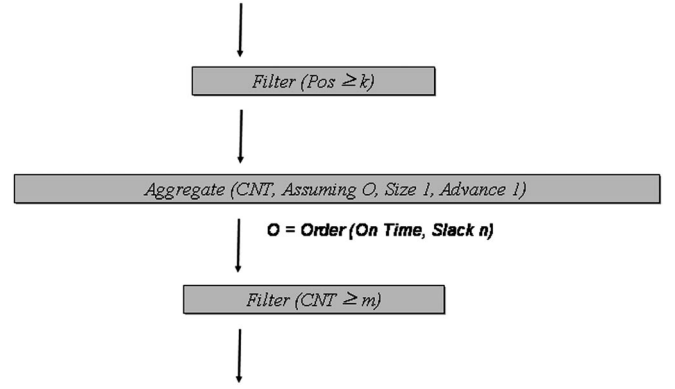 Filter (Pos ≥ k)
Aggregate (CNT, Assuming O, Size 1, Advance 1)
O = Order (On Time, Slack n)
Filter (CNT ≥ m)